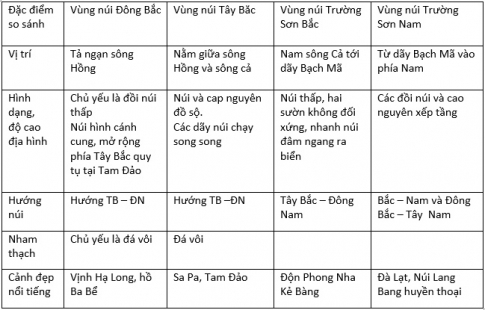 Đặc điểm
so sánh
Vùng núi Đông Bắc
Vùng núi Tây Băc
Vùng núi Trường
Sơn Bắc
Vùng núi Trường
Sơn Nam
Vị trí
Tả ngạn sông
Hồng
Nằm giữa sông
Hồng và sông cả
Nam sông Cả tới
dãy Bạch Mã
Từ dãy Bạch Mã vào
phía Nam
Hình
dạng,
độ cao
địa hình
Chủ yếu là đồi núi
thấp
Núi hình cánh
cung, mở rộng
phía Tây Bắc quy
tụ tại Tam Đảo
Núi và cap nguyên
đồ sộ.
Các dãy núi chạy
song song
Núi thấp, hai
sườn không đối
xứng, nhanh núi
đâm ngang ra
biển
Các đồi núi và cao
nguyên xếp tầng
Hướng
núi
Hướng TB – ĐN
Hướng TB –ĐN
Tây Bắc – Đông
Nam
Bắc – Nam và Đông
Bắc – Tây Nam
Nham
thạch
Chủ yếu là đá vôi
Đá vôi
Cảnh đẹp
nổi tiếng
Vịnh Hạ Long, hồ
Ba Bể
Sa Pa, Tam Đảo
Độn Phong Nha
Kẻ Bàng
Đà Lạt, Núi Lang
Bang huyền thoại